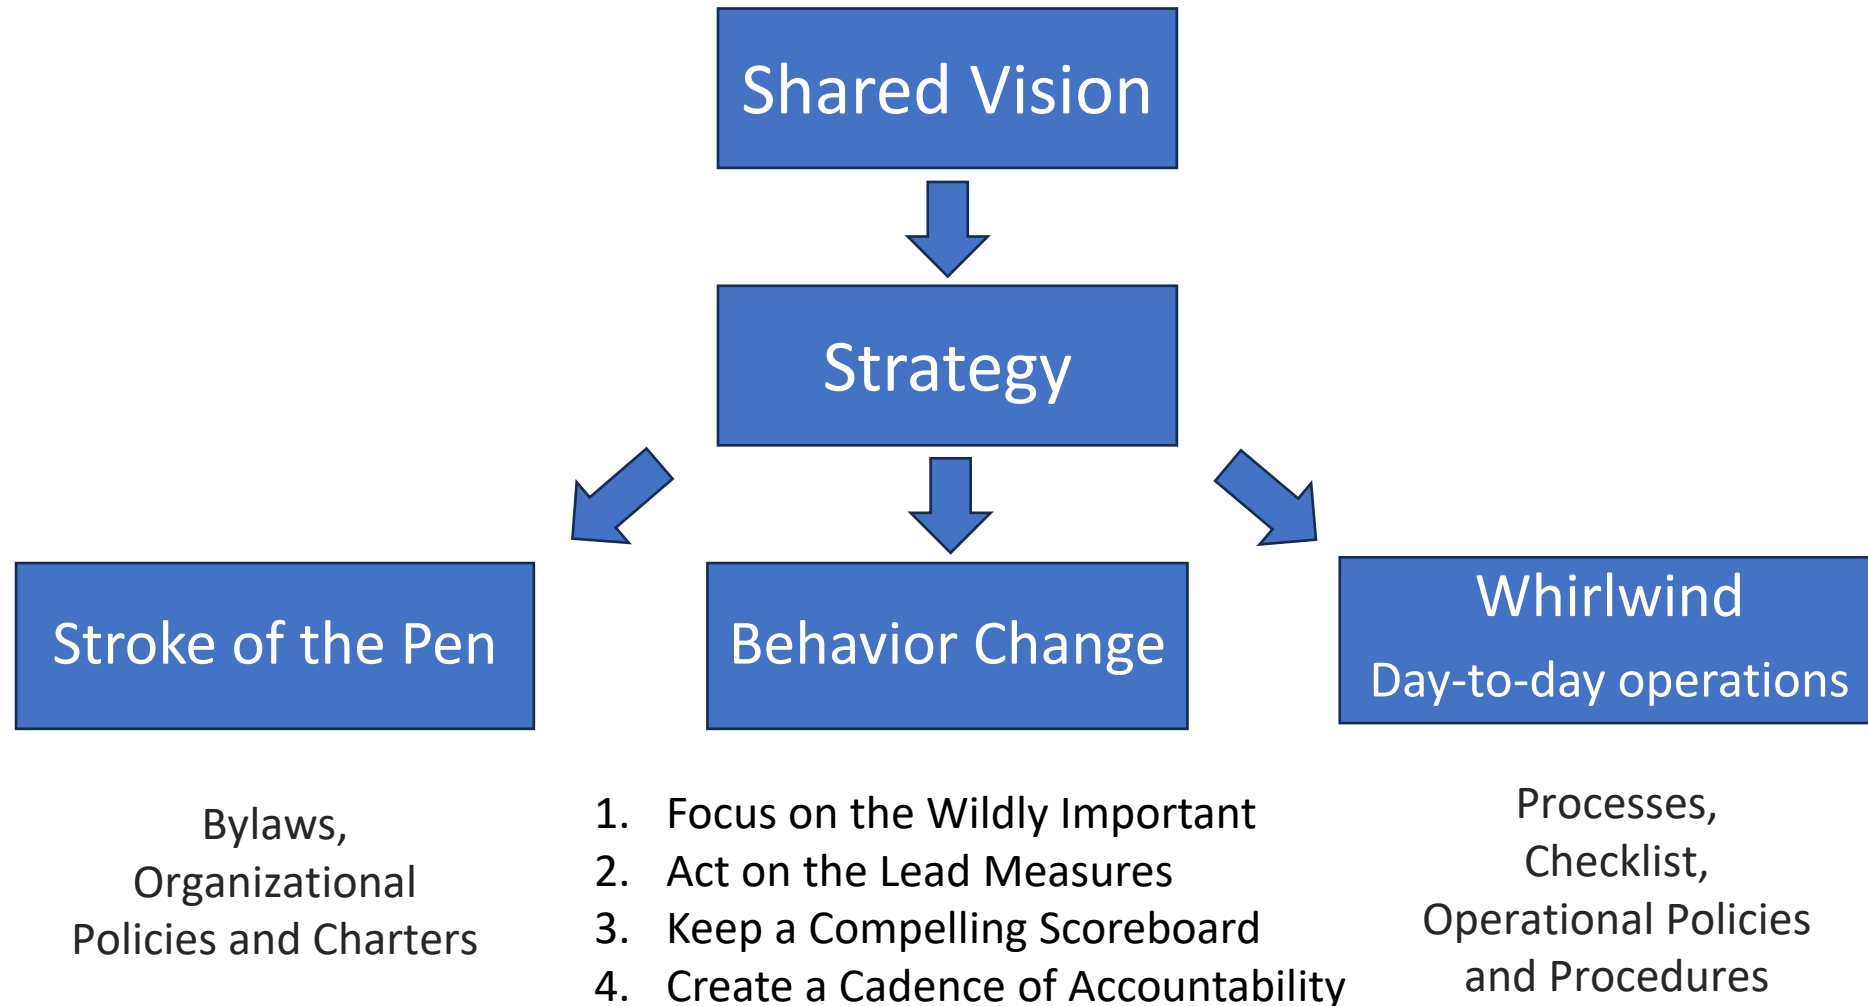 Shared Vision
Strategy
Stroke of the Pen
Behavior Change
Whirlwind
Day-to-day operations
Bylaws,
Organizational
Policies and Charters
1. Focus on the Wildly Important
2. Act on the Lead Measures
3. Keep a Compelling Scoreboard
4. Create a Cadence of Accountability
Processes,
Checklist,
Operational Policies
and Procedures